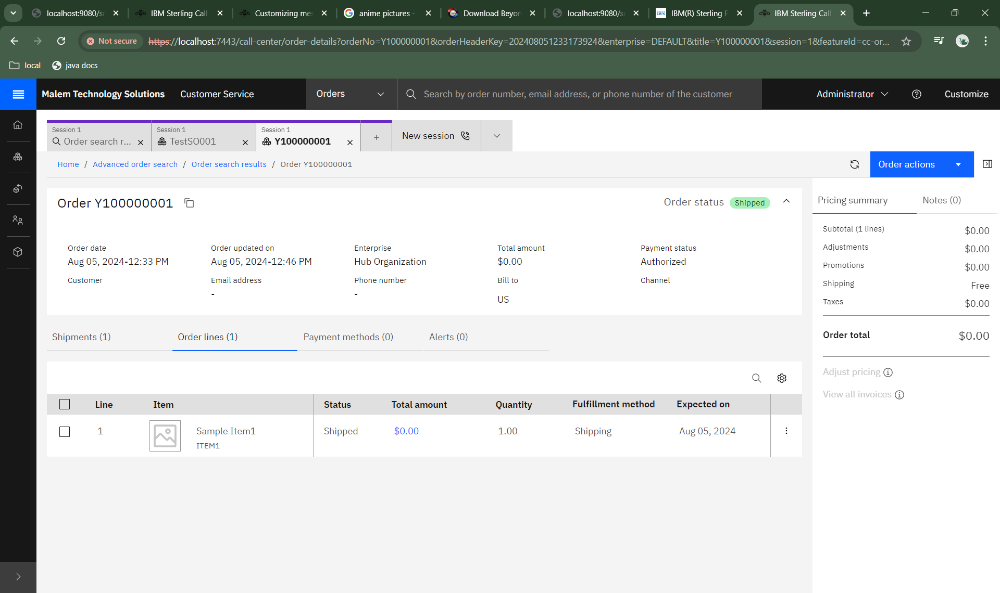 localhost:9080/s
IBM Sterling Call
Customizing me
anime pictures -
Download Beyon
localhost:9080/s
IBM(R) Sterling F
IBM Sterling Call
Not secure
https://localhost:7443/call-center/order-details?orderNo=Y100000001&orderHeaderKey=202408051233173924&enterprise=DEFAULT&title=Y100000001&session=1&featureId=cc-or...
local
java docs
Malem Technology Solutions
Customer Service
Orders
Search by order number, email address, or phone number of the customer
Administrator
Customize
Session 1
Order search r...
Session 1
TestSO001
Session 1
Y100000001
New session
Home / Advanced order search / Order search results / Order Y100000001
Order actions
Order Y100000001
Order status
Shipped
Order date
Aug 05, 2024-12:33 PM
Order updated on
Aug 05, 2024-12:46 PM
Enterprise
Hub Organization
Total amount
$0.00
Payment status
Authorized
Customer
Email address
-
Phone number
-
Bill to
US
Channel
Shipments (1)
Order lines (1)
Payment methods (0)
Alerts (0)
Line
Item
Status
Total amount
Quantity
Fulfillment method
Expected on
1
Sample Item1
ITEM1
Shipped
$0.00
1.00
Shipping
Aug 05, 2024
Pricing summary
Notes (0)
Subtotal (1 lines)
$0.00
Adjustments
$0.00
Promotions
$0.00
Shipping
Free
Taxes
$0.00
Order total
$0.00
Adjust pricing
View all invoices